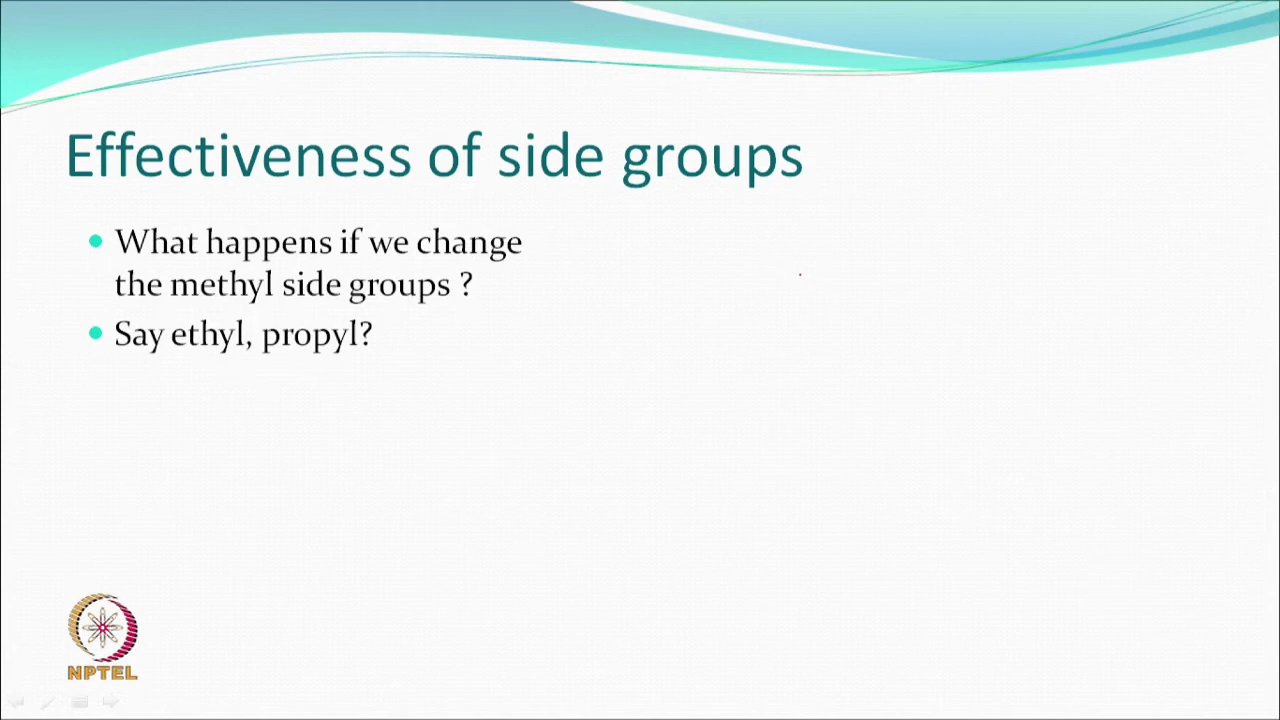 Effectiveness of side groups
What happens if we change
the methyl side groups ?
Say ethyl, propyl?
NPTEL